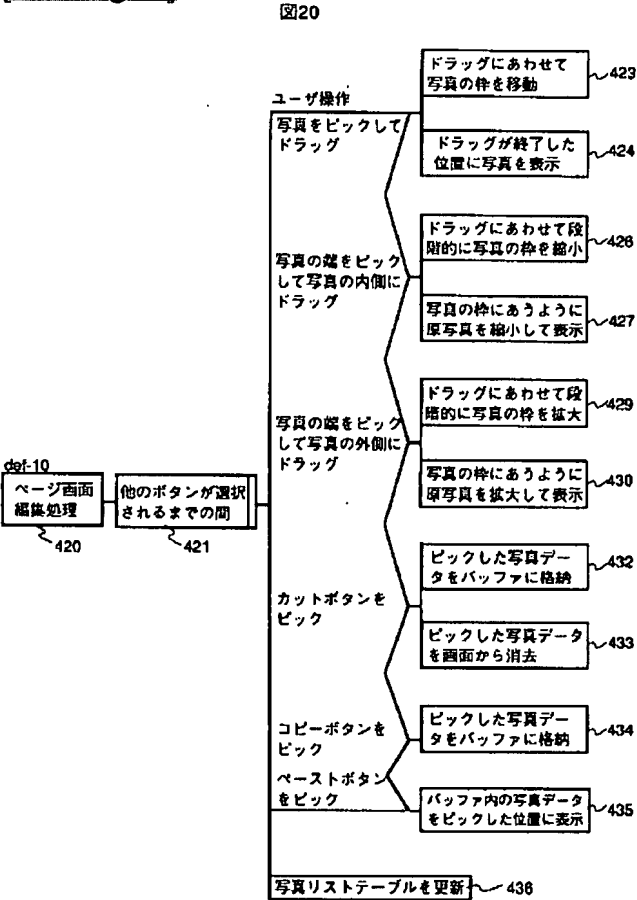 図20
ユーザ操作
写真をピックして
ドラッグ
ドラッグにあわせて
写真の枠を移動
423
ドラッグが終了した
位置に写真を表示
424
写真の端をピック
して写真の内側に
ドラッグ
ドラッグにあわせて段
階的に写真の枠を縮小
426
写真の枠にあうように
原写真を縮小して表示
427
写真の端をピック
して写真の外側に
ドラッグ
ドラッグにあわせて段
階的に写真の枠を拡大
429
写真の枠にあうように
原写真を拡大して表示
430
def-10
ページ画面
編集処理
420
他のボタンが選択
されるまでの間
421
カットボタンを
ピック
ピックした写真デー
タをバッファに格納
432
ピックした写真データ
を画面から消去
433
コピーボタンを
ピック
ピックした写真デー
タをバッファに格納
434
ペーストボタン
をピック
バッファ内の写真データ
をピックした位置に表示
435
写真リストテーブルを更新
436